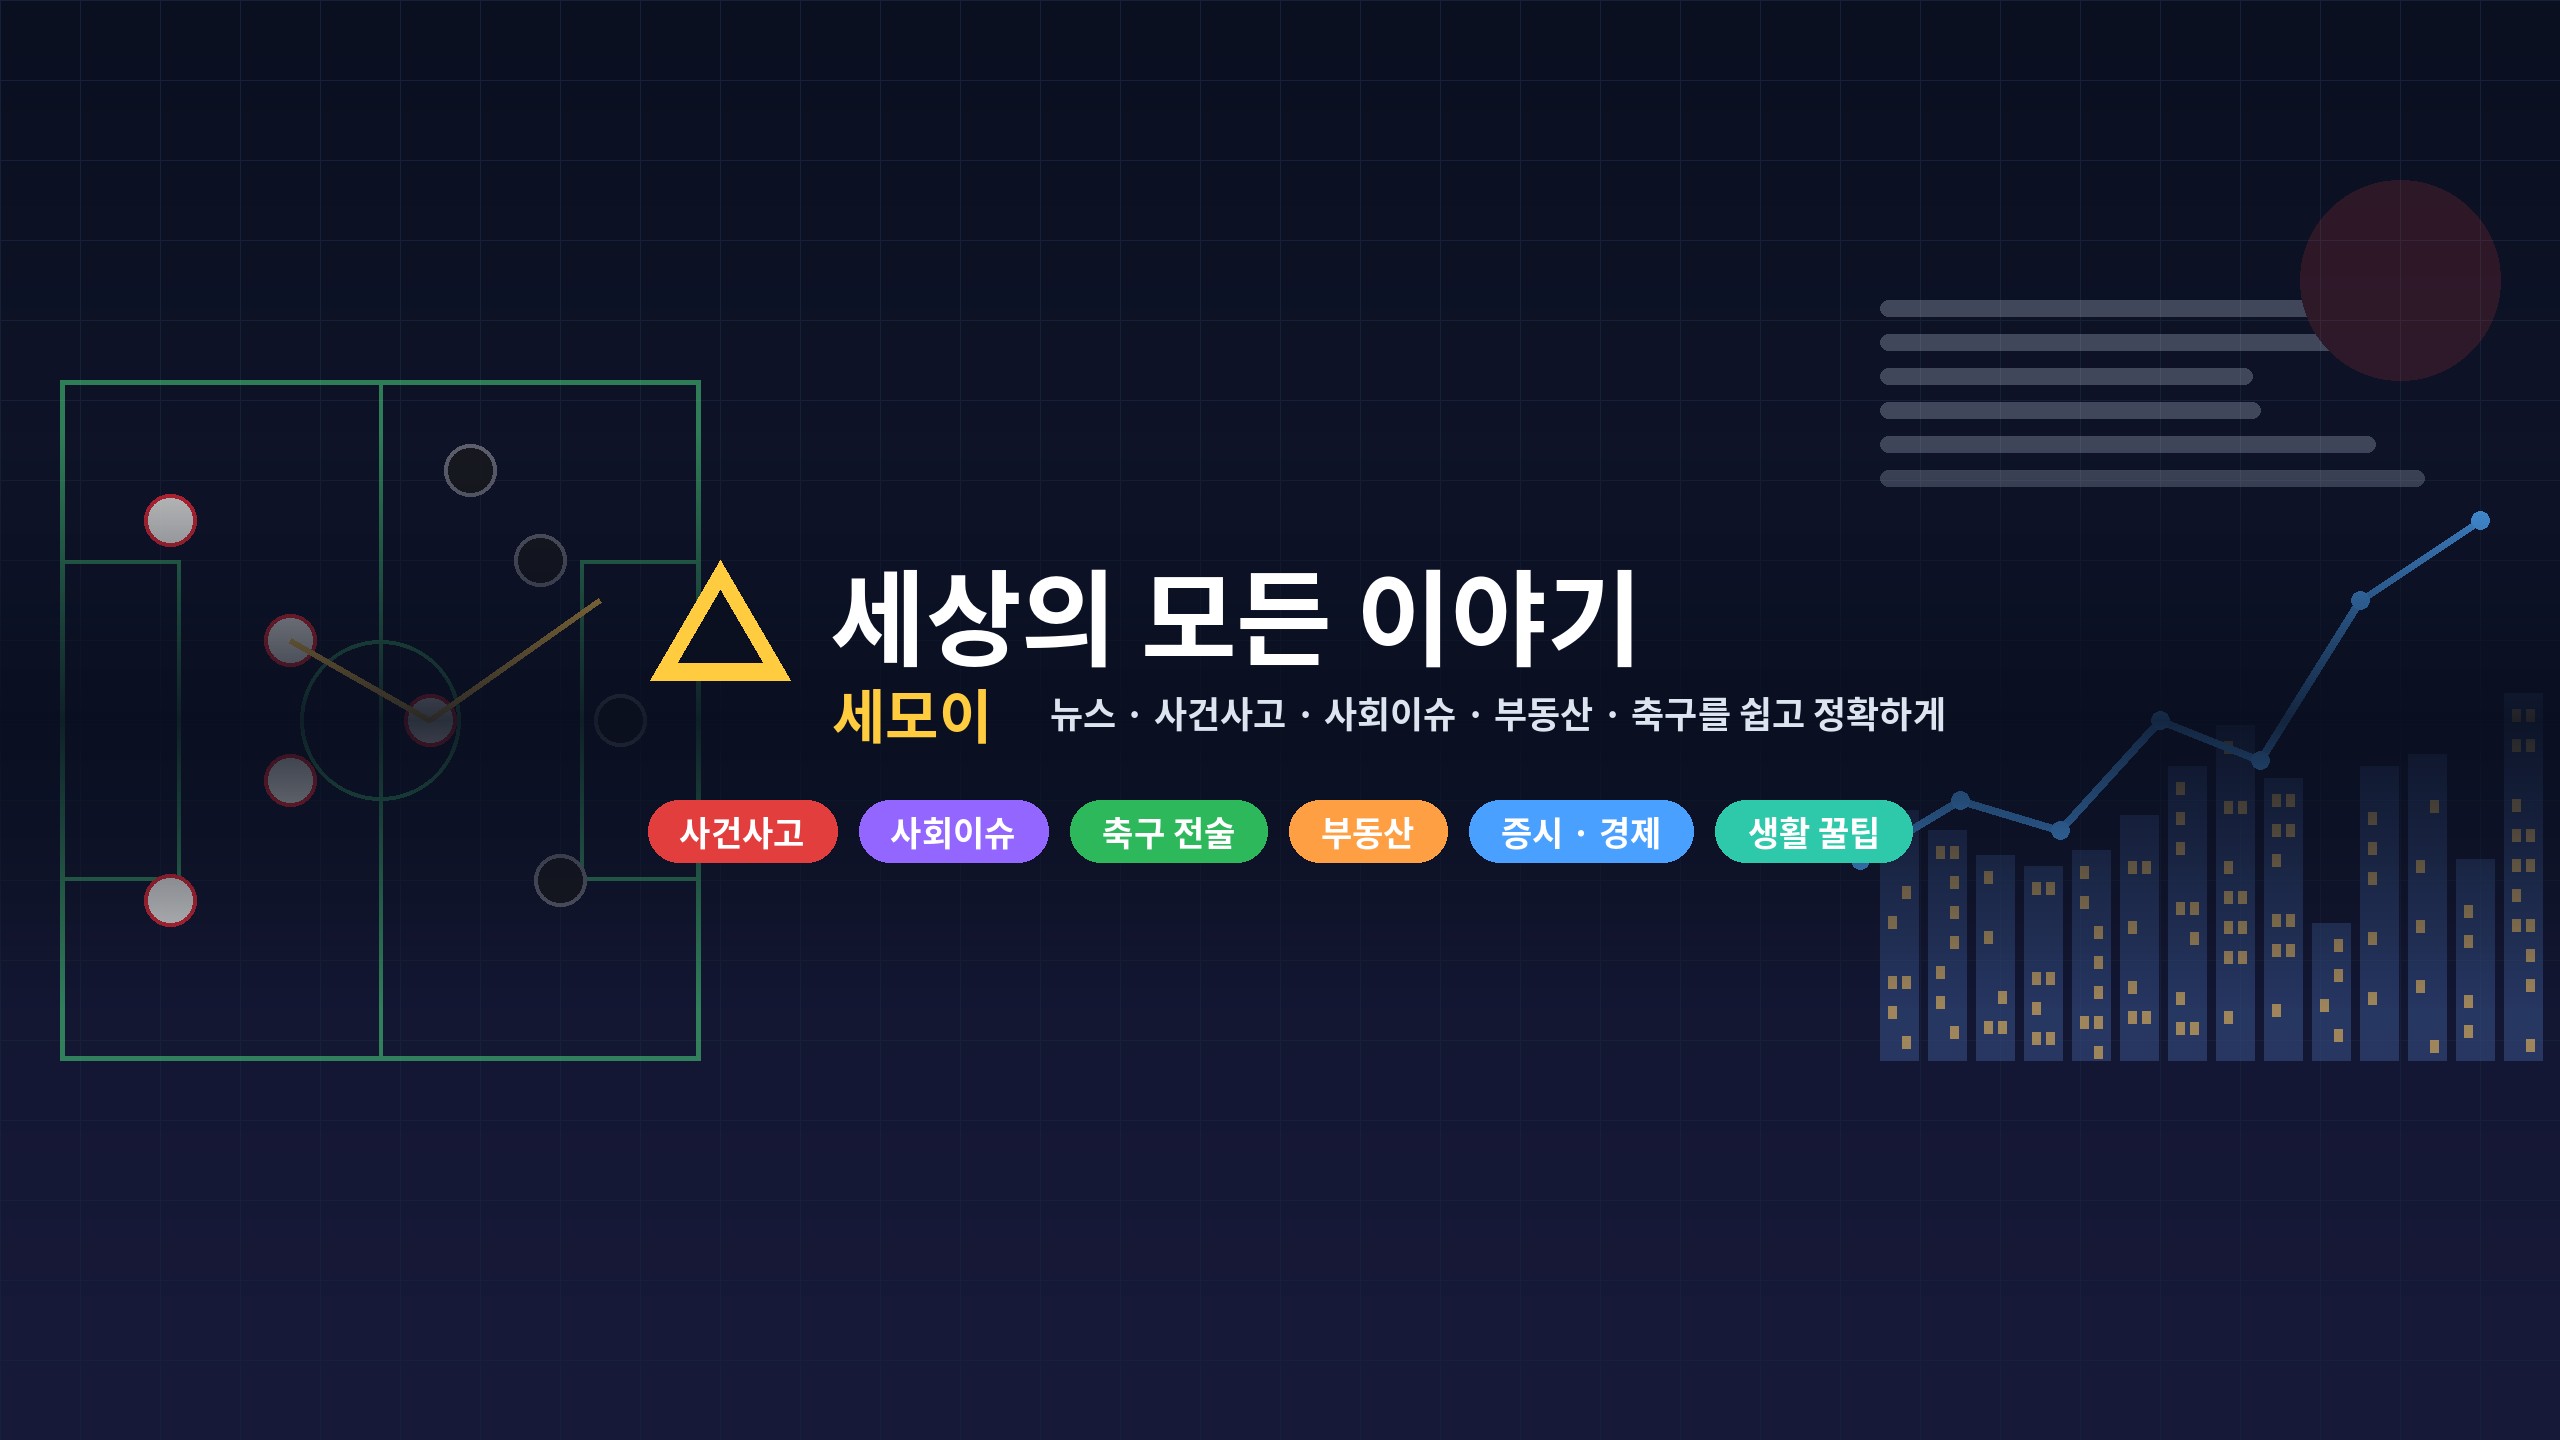 세상의 모든 이야기
세모이 뉴스 · 사건사고 · 사회이슈 · 부동산 · 축구를 쉽고 정확하게
사건사고 사회이슈 축구 전술 부동산 증시 · 경제 생활 꿀팁